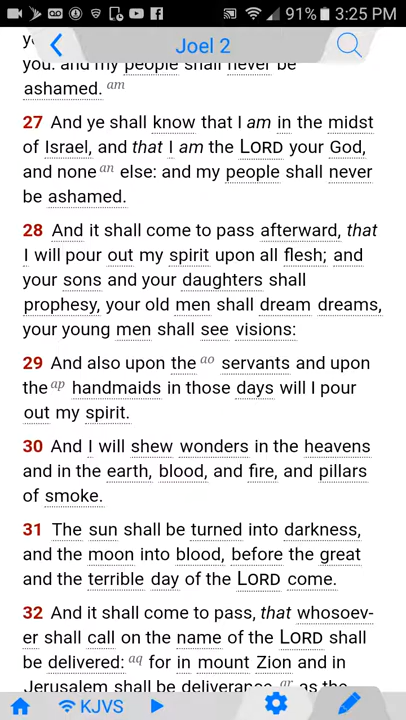 91% 3:25 PM
Joel 2
you: and my people shall never be
ashamed. am
27 And ye shall know that I am in the midst
of Israel, and that I am the LORD your God,
and none an else: and my people shall never
be ashamed.
28 And it shall come to pass afterward, that
I will pour out my spirit upon all flesh; and
your sons and your daughters shall
prophesy, your old men shall dream dreams,
your young men shall see visions:
29 And also upon the ao servants and upon
the ap handmaids in those days will I pour
out my spirit.
30 And I will shew wonders in the heavens
and in the earth, blood, and fire, and pillars
of smoke.
31 The sun shall be turned into darkness,
and the moon into blood, before the great
and the terrible day of the LORD come.
32 And it shall come to pass, that whosoev-
er shall call on the name of the LORD shall
be delivered: aq for in mount Zion and in
Jerusalem shall be deliverance, ar as the
KJVS